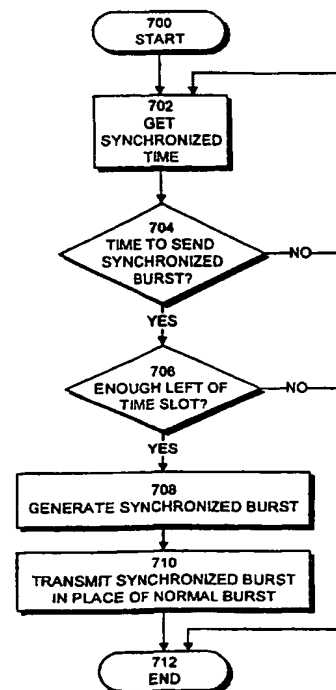 700
START
702
GET
SYNCHRONIZED
TIME
704
TIME TO SEND
SYNCHRONIZED
BURST?
NO
YES
706
ENOUGH LEFT OF
TIME SLOT?
NO
YES
708
GENERATE SYNCHRONIZED BURST
710
TRANSMIT SYNCHRONIZED BURST
IN PLACE OF NORMAL BURST
712
END